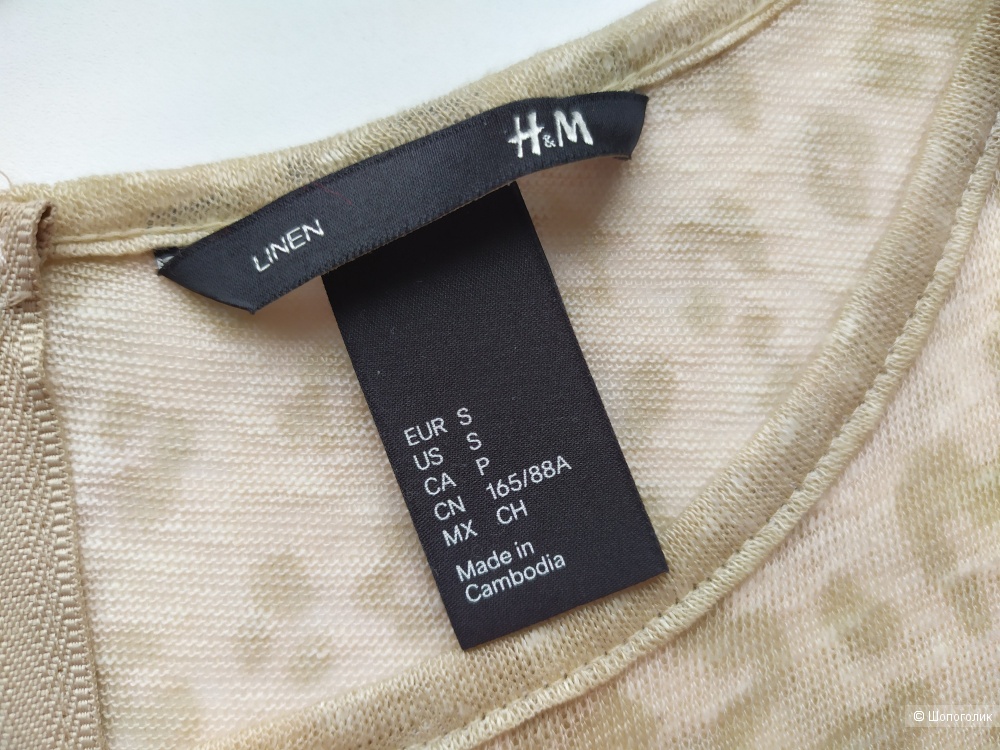 H&M
LINEN
EUR S
US S
CA P
CN 165/88A
MX CH
Made in
Cambodia
© Шопоголик